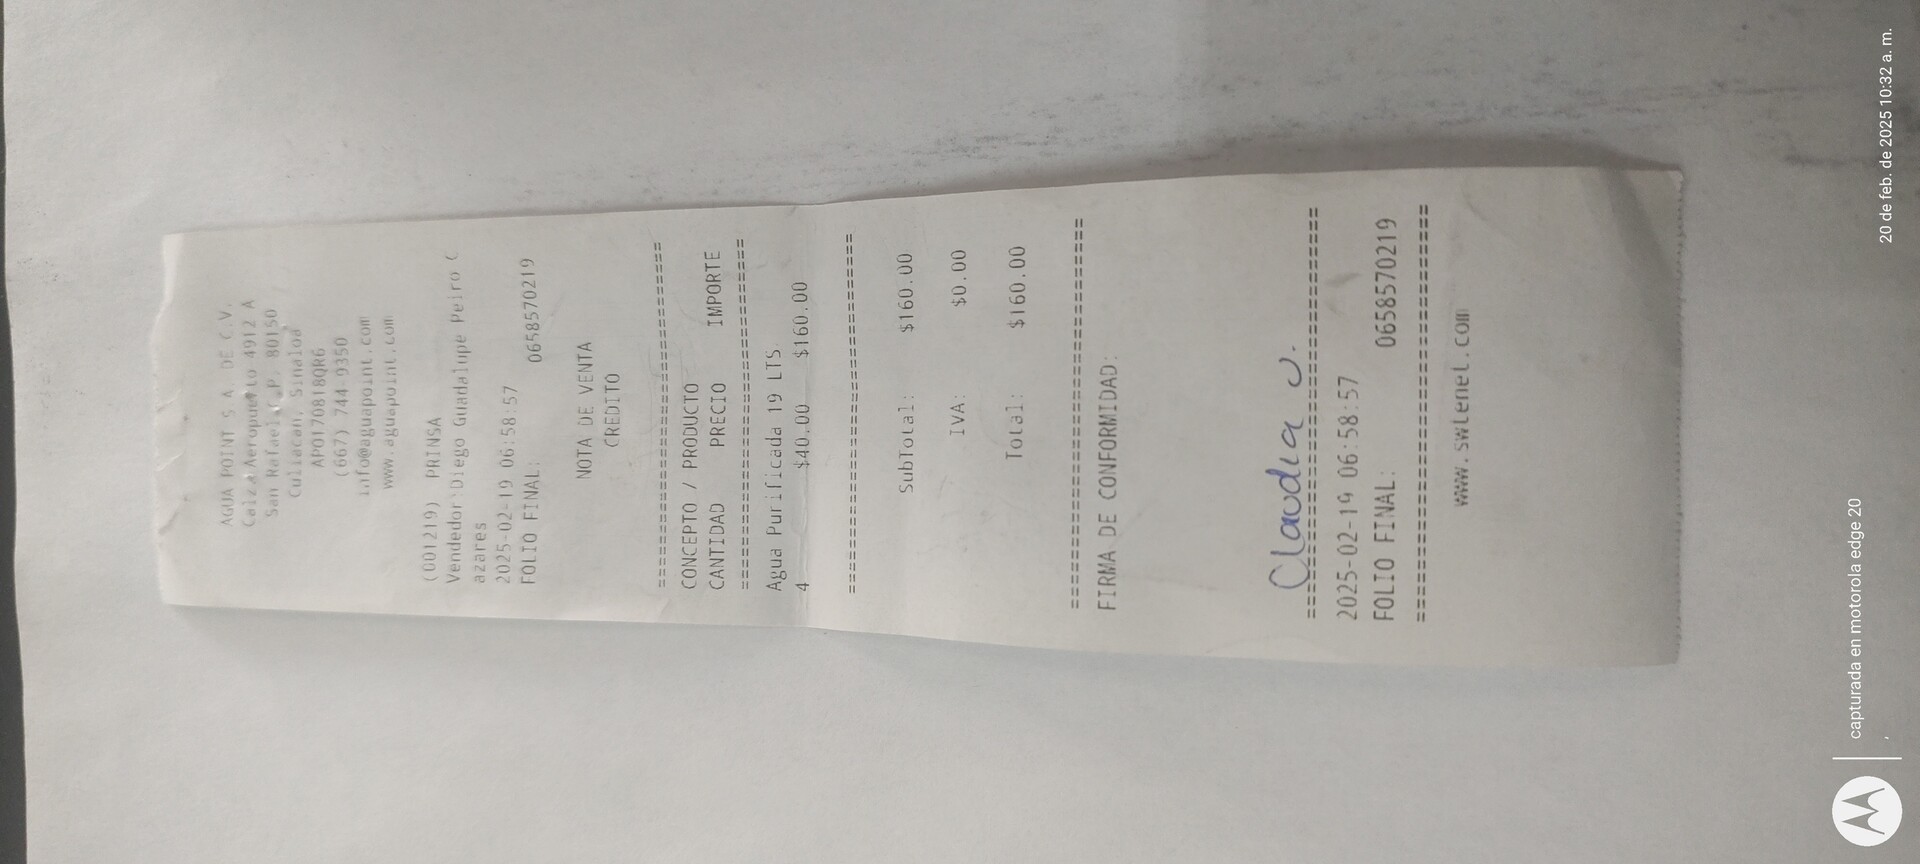 AGUA POINT S.A. DE C.V.
Calz. Aeropuerto 4912 A
San Rafael C.P. 80150
Culiacan, Sinaloa
APO170818QR6
(667) 744-9350
info@aguapoint.com
www.aguapoint.com
(001219) PRINSA
Vendedor:Diego Guadalupe Peiro C
azares
2025-02-19 06:58:57
FOLIO FINAL: 0658570219
NOTA DE VENTA
CREDITO
==============================
CONCEPTO / PRODUCTO
CANTIDAD PRECIO IMPORTE
==============================
Agua Purificada 19 LTS.
4 $40.00 $160.00
==============================
SubTotal: $160.00
IVA: $0.00
Total: $160.00
==============================
FIRMA DE CONFORMIDAD:
Claudia V.
==============================
2025-02-19 06:58:57
FOLIO FINAL: 0658570219
==============================
www.swlenet.com
capturada en motorola edge 20
,
20 de feb. de 2025 10:32 a. m.